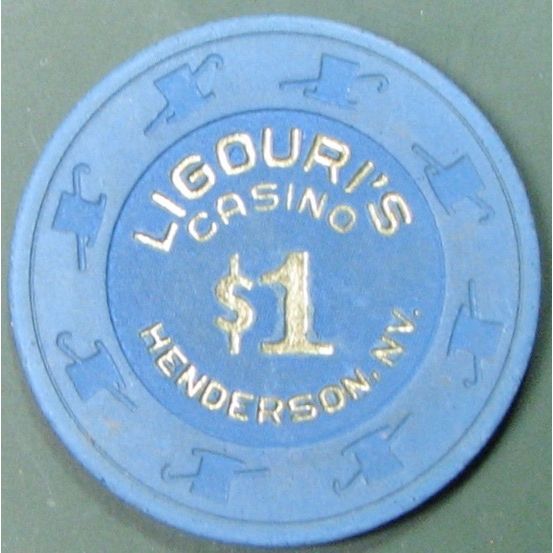 LIGOURI'S
CASINO
$1
HENDERSON, NV.